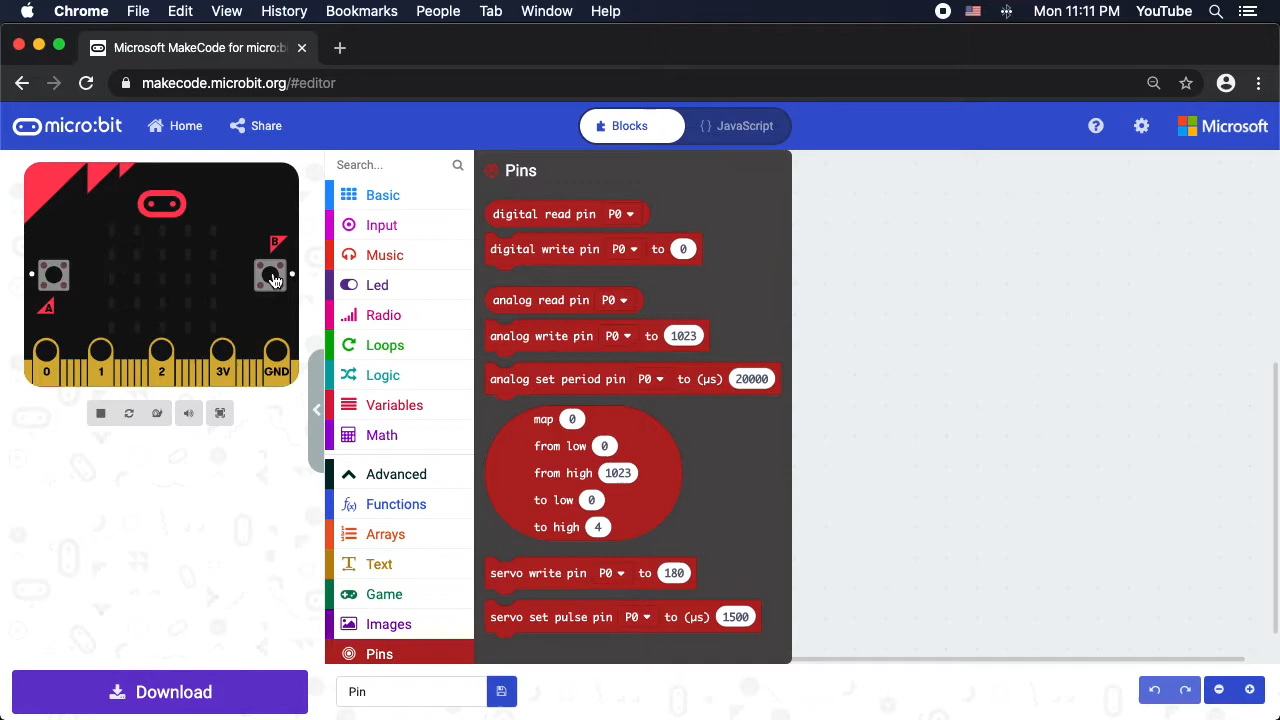 Chrome File Edit View History Bookmarks People Tab Window Help Mon 11:11 PM YouTube
Microsoft MakeCode for micro:b
makecode.microbit.org/#editor
micro:bit Home Share Blocks {} JavaScript Microsoft
B
A
0 1 2 3V GND
Download
Search...
Basic
Input
Music
Led
Radio
Loops
Logic
Variables
Math
Advanced
f(x) Functions
Arrays
Text
Game
Images
Pins
Pins
digital read pin P0
digital write pin P0 to 0
analog read pin P0
analog write pin P0 to 1023
analog set period pin P0 to (µs) 20000
map 0
from low 0
from high 1023
to low 0
to high 4
servo write pin P0 to 180
servo set pulse pin P0 to (µs) 1500
Pin